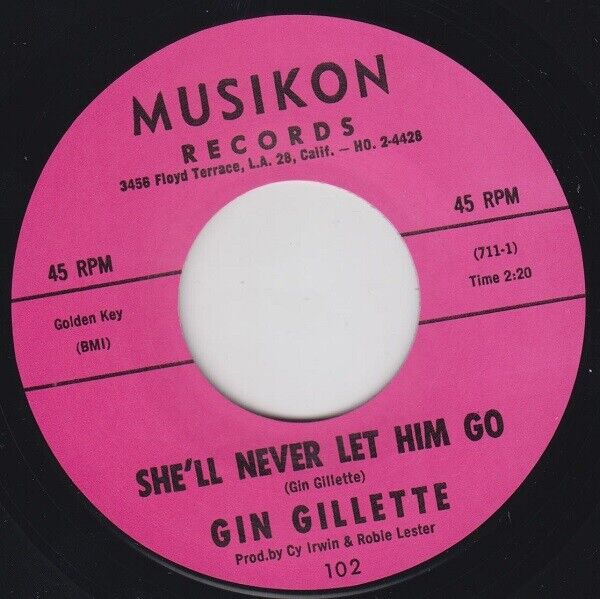 MUSIKON
RECORDS
3456 Floyd Terrace, L.A. 28, Calif. — HO. 2-4428
45 RPM
45 RPM
(711-1)
Time 2:20
Golden Key
(BMI)
SHE'LL NEVER LET HIM GO
(Gin Gillette)
GIN GILLETTE
Prod.by Cy Irwin & Robie Lester
102